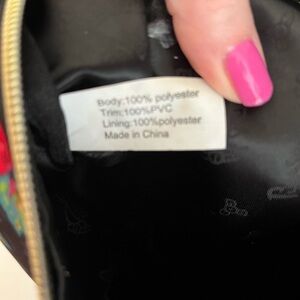 Body:100% polyester
Trim:100%PVC
Lining:100%polyester
Made in China